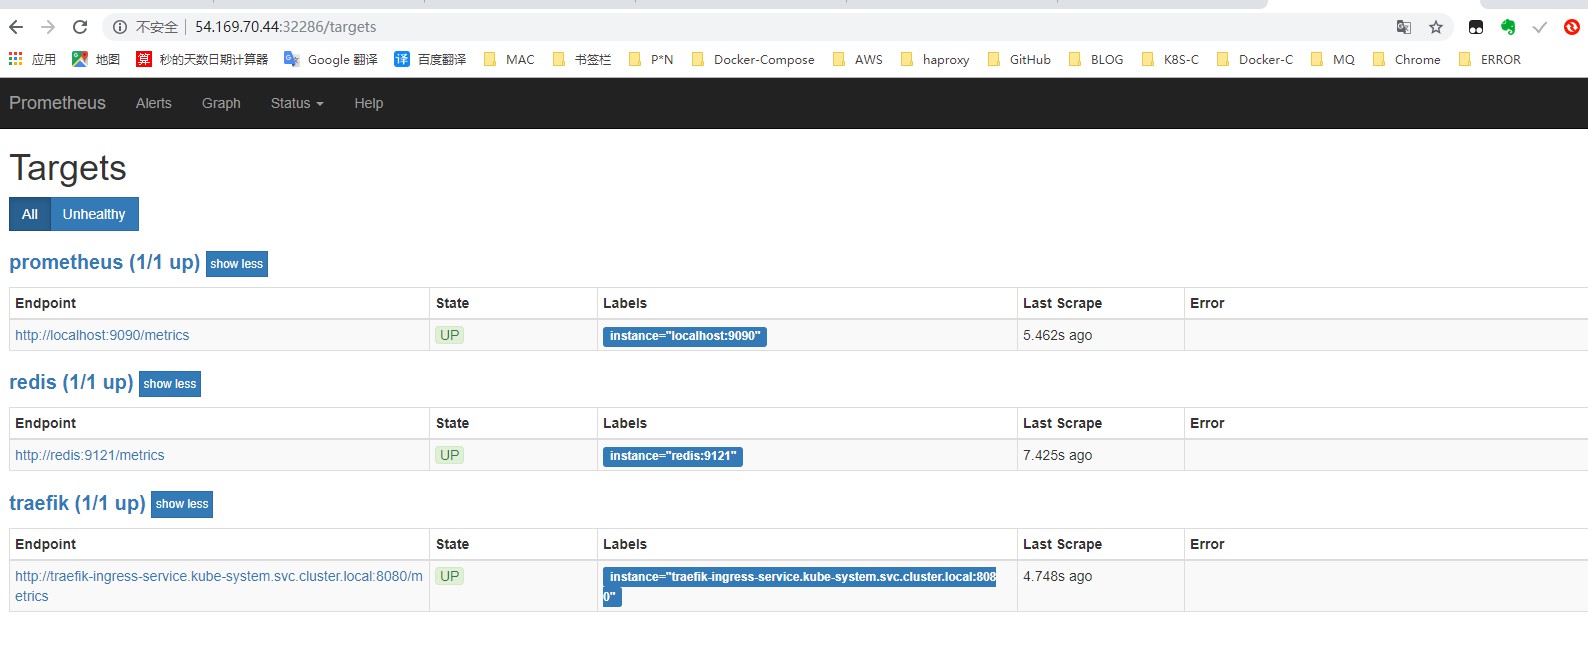 不安全 54.169.70.44:32286/targets
应用 地图 算 秒的天数日期计算器 Google 翻译 译 百度翻译 MAC 书签栏 P*N Docker-Compose AWS haproxy GitHub BLOG K8S-C Docker-C MQ Chrome ERROR
Prometheus Alerts Graph Status Help
Targets
All Unhealthy
prometheus (1/1 up) show less
Endpoint State Labels Last Scrape Error
http://localhost:9090/metrics UP instance="localhost:9090" 5.462s ago
redis (1/1 up) show less
Endpoint State Labels Last Scrape Error
http://redis:9121/metrics UP instance="redis:9121" 7.425s ago
traefik (1/1 up) show less
Endpoint State Labels Last Scrape Error
http://traefik-ingress-service.kube-system.svc.cluster.local:8080/m UP instance="traefik-ingress-service.kube-system.svc.cluster.local:808 4.748s ago
etrics 0"